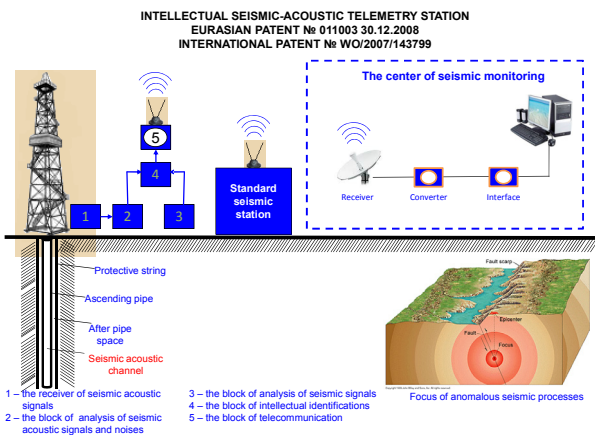 INTELLECTUAL SEISMIC-ACOUSTIC TELEMETRY STATION
EURASIAN PATENT № 011003 30.12.2008
INTERNATIONAL PATENT № WO/2007/143799
The center of seismic monitoring
5
4
1
2
3
Standard
seismic
station
Receiver
Converter
Interface
Protective string
Ascending pipe
After pipe
space
Seismic acoustic
channel
Fault scarp
Epicenter
Fault
Focus
Focus of anomalous seismic processes
1 – the receiver of seismic acoustic
signals
2 – the block of analysis of seismic
acoustic signals and noises
3 – the block of analysis of seismic signals
4 – the block of intellectual identifications
5 – the block of telecommunication